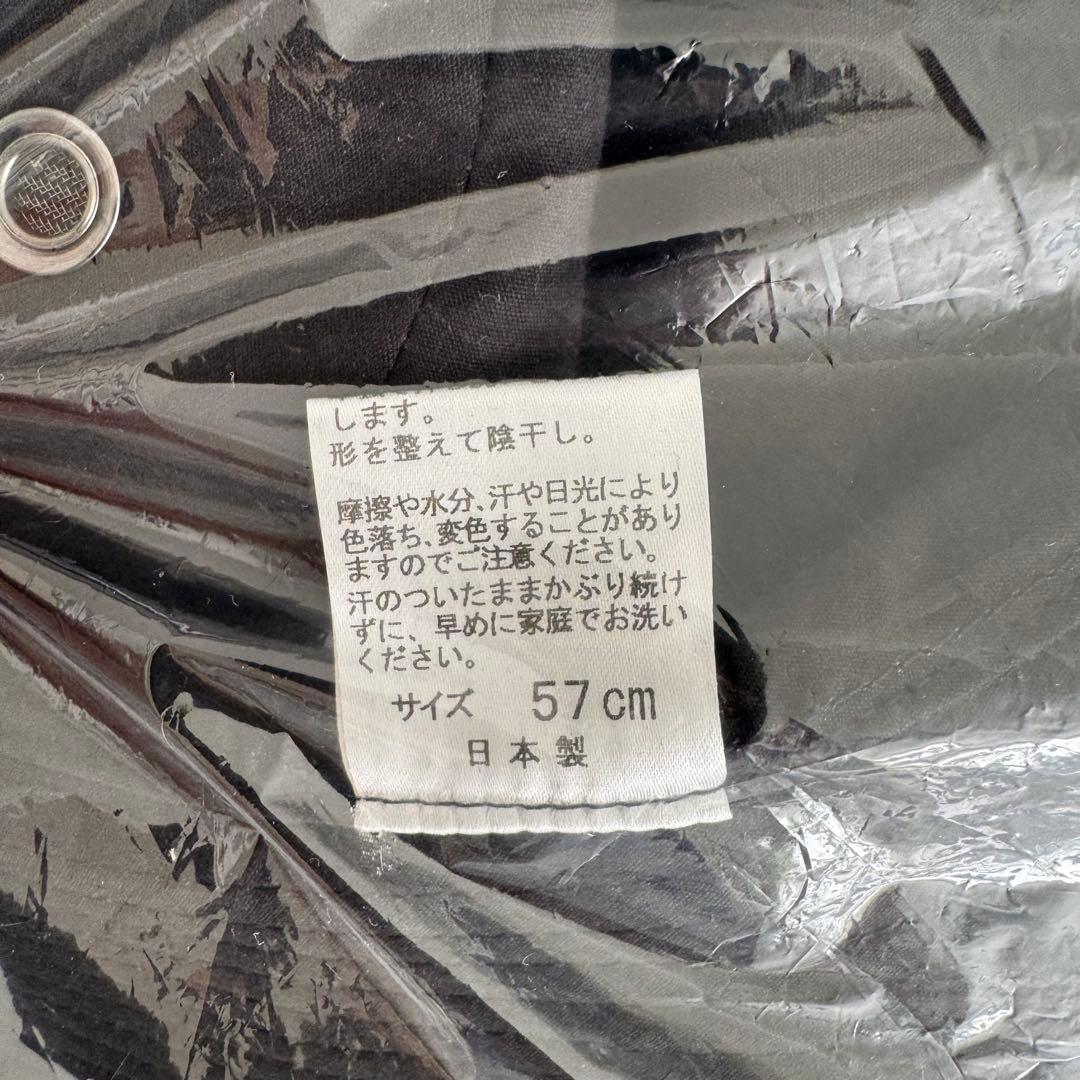 します。
形を整えて陰干し。
摩擦や水分、汗や日光により
色落ち、変色することがあり
ますのでご注意ください。
汗のついたままかぶり続け
ずに、早めに家庭でお洗い
ください。
サイズ 57cm
日本製